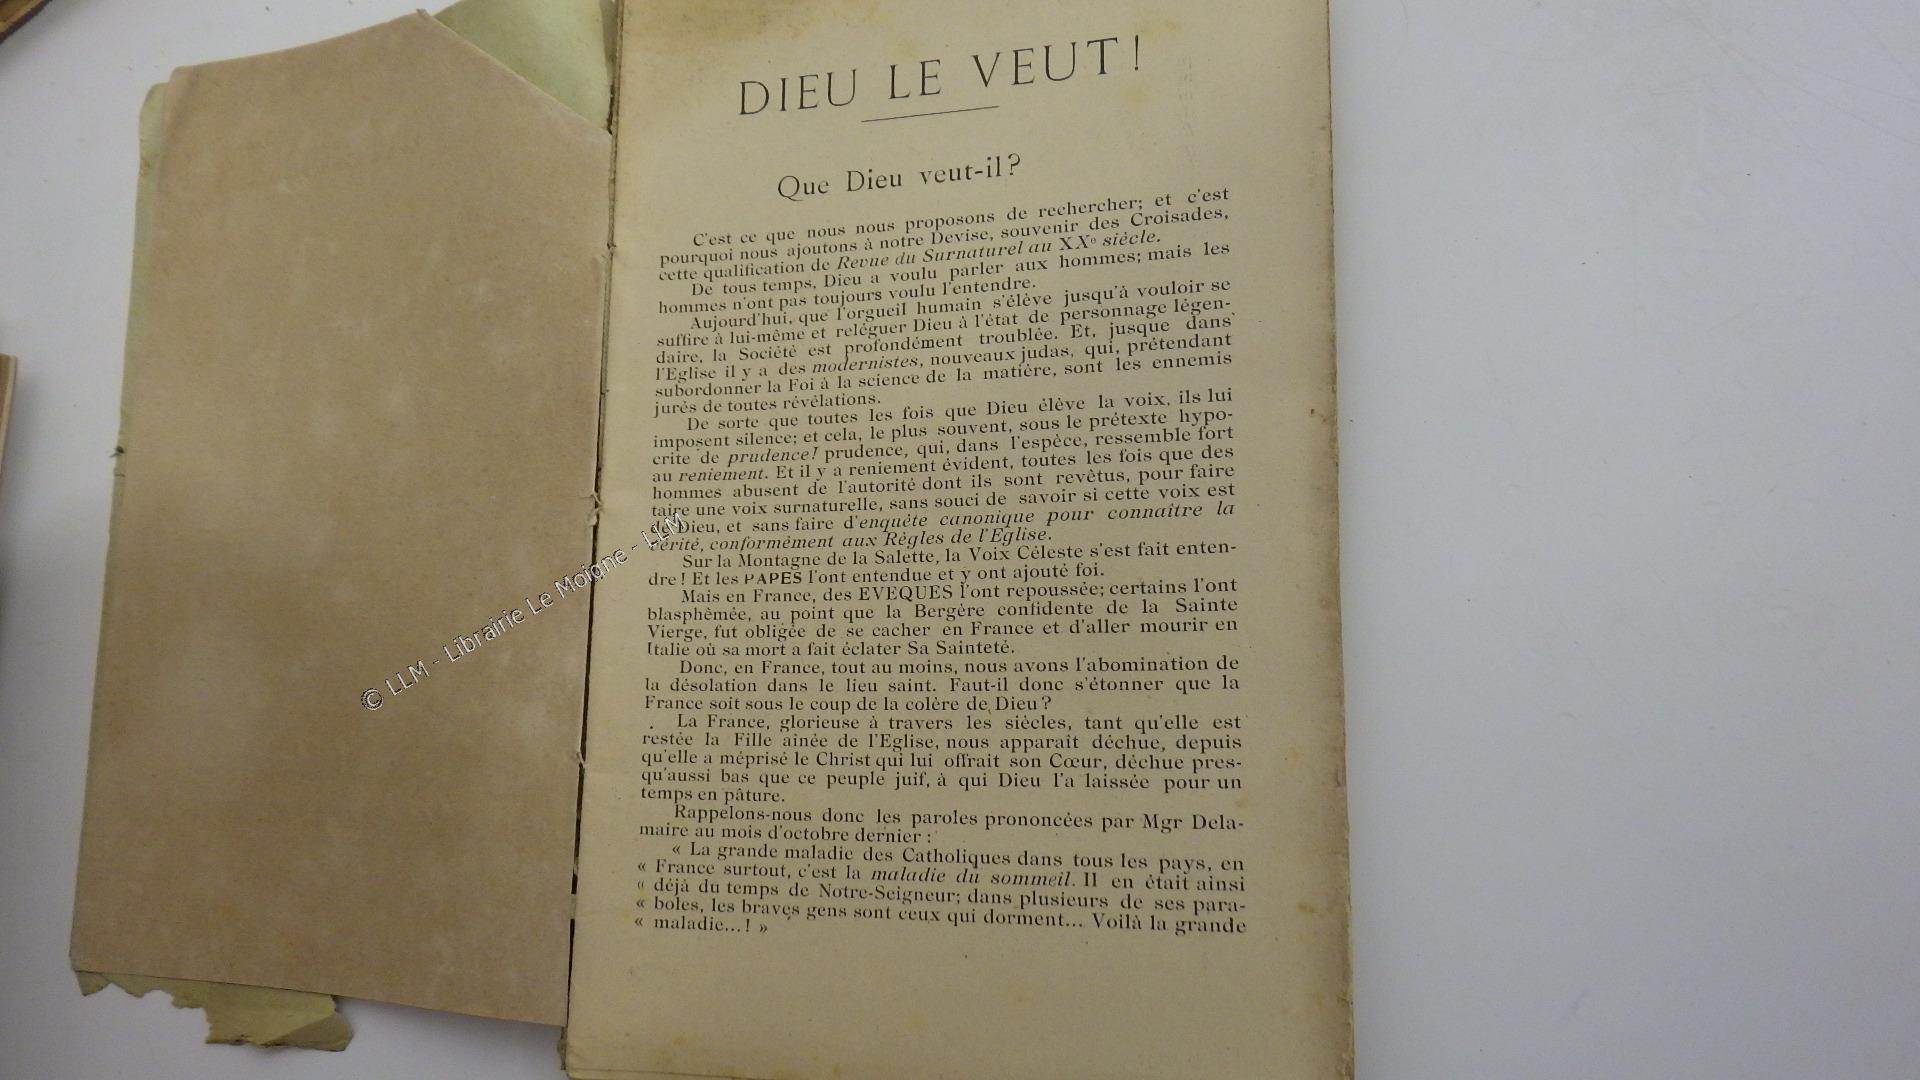 DIEU LE VEUT!
Que Dieu veut-il?
C'est ce que nous nous proposons de rechercher; et c'est
pourquoi nous ajoutons à notre Devise, souvenir des Croisades,
cette qualification de Revue du Surnaturel au XXe siècle.
De tous temps, Dieu a voulu parler aux hommes; mais les
hommes n'ont pas toujours voulu l'entendre.
Aujourd'hui, que l'orgueil humain s'élève jusqu'à vouloir se
suffire à lui-même et reléguer Dieu à l'état de personnage légen-
daire, la Société est profondément troublée. Et, jusque dans
l'Eglise il y a des modernistes, nouveaux judas, qui, prétendant
subordonner la Foi à la science de la matière, sont les ennemis
jurés de toutes révélations.
De sorte que toutes les fois que Dieu élève la voix, ils lui
imposent silence; et cela, le plus souvent, sous le prétexte hypo-
crite de prudence! prudence, qui, dans l'espèce, ressemble fort
au reniement. Et il y a reniement évident, toutes les fois que des
hommes abusent de l'autorité dont ils sont revêtus, pour faire
taire une voix surnaturelle, sans souci de savoir si cette voix est
de Dieu, et sans faire d'enquête canonique pour connaître la
vérité, conformément aux Règles de l'Eglise.
Sur la Montagne de la Salette, la Voix Céleste s'est fait enten-
dre! Et les PAPES l'ont entendue et y ont ajouté foi.
Mais en France, des EVEQUES l'ont repoussée; certains l'ont
blasphêmée, au point que la Bergère confidente de la Sainte
Vierge, fut obligée de se cacher en France et d'aller mourir en
Italie où sa mort a fait éclater Sa Sainteté.
Donc, en France, tout au moins, nous avons l'abomination de
la désolation dans le lieu saint. Faut-il donc s'étonner que la
France soit sous le coup de la colère de Dieu?
La France, glorieuse à travers les siècles, tant qu'elle est
restée la Fille aînée de l'Eglise, nous apparaît déchue, depuis
qu'elle a méprisé le Christ qui lui offrait son Cœur, déchue pres-
qu'aussi bas que ce peuple juif, à qui Dieu l'a laissée pour un
temps en pâture.
Rappelons-nous donc les paroles prononcées par Mgr Dela-
maire au mois d'octobre dernier :
« La grande maladie des Catholiques dans tous les pays, en
« France surtout, c'est la maladie du sommeil. Il en était ainsi
« déjà du temps de Notre-Seigneur; dans plusieurs de ses para-
« boles, les braves gens sont ceux qui dorment... Voilà la grande
« maladie...! »
© LLM - Librairie Le Moigne - LLM